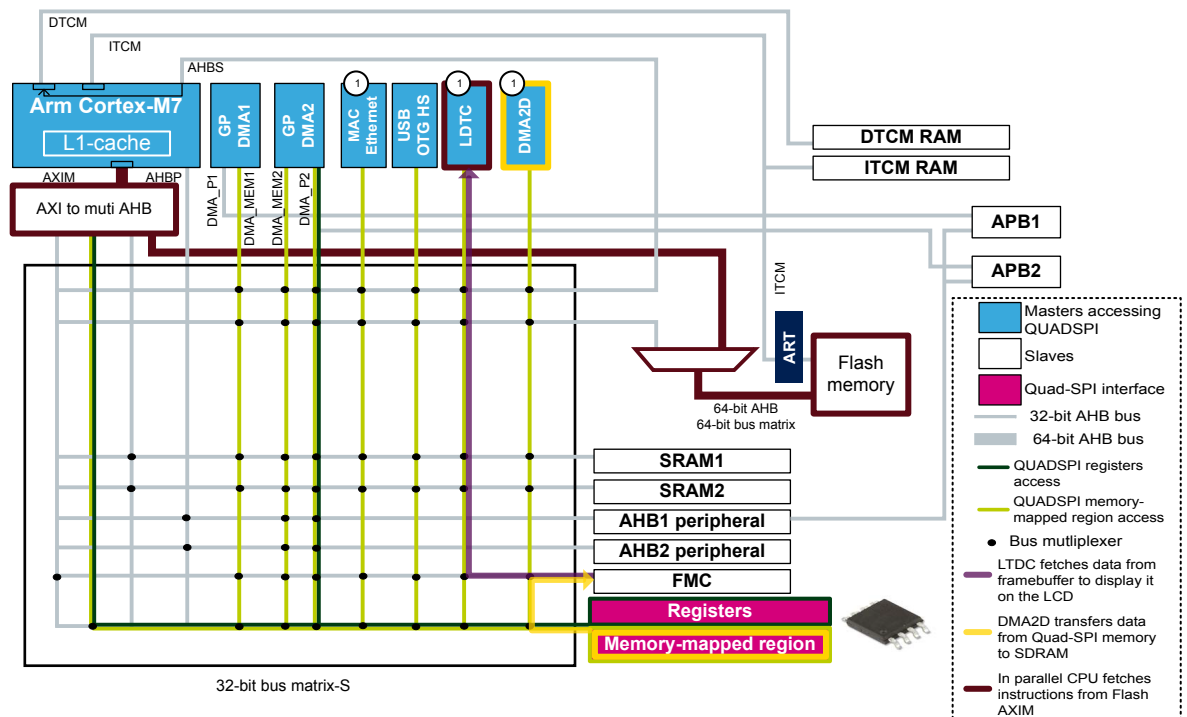 DTCM
ITCM
AHBS
Arm Cortex-M7
L1-cache
GP
DMA1
GP
DMA2
1
MAC
Ethernet
USB
OTG HS
1
LDTC
1
DMA2D
DTCM RAM
ITCM RAM
AXIM
AHBP
DMA_P1
DMA_MEM1
DMA_MEM2
DMA_P2
AXI to muti AHB
APB1
APB2
ITCM
ART
Flash
memory
64-bit AHB
64-bit bus matrix
SRAM1
SRAM2
AHB1 peripheral
AHB2 peripheral
FMC
Registers
Memory-mapped region
32-bit bus matrix-S
Masters accessing
QUADSPI
Slaves
Quad-SPI interface
32-bit AHB bus
64-bit AHB bus
QUADSPI registers
access
QUADSPI memory-
mapped region access
Bus mutliplexer
LTDC fetches data from
framebuffer to display it
on the LCD
DMA2D transfers data
from Quad-SPI memory
to SDRAM
In parallel CPU fetches
instructions from Flash
AXIM